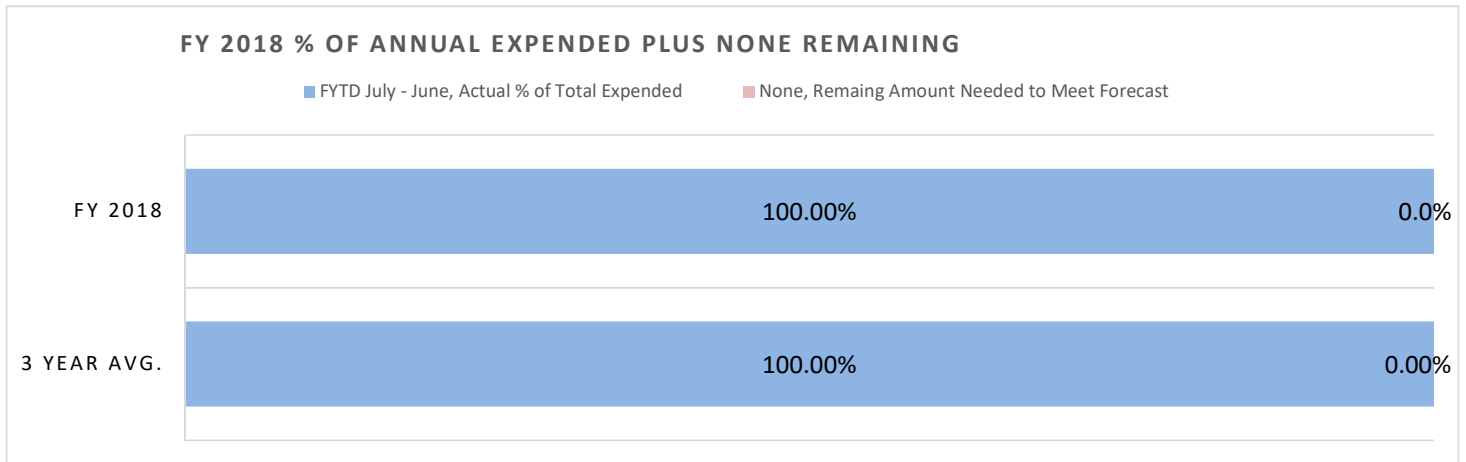 FY 2018 % OF ANNUAL EXPENDED PLUS NONE REMAINING
FYTD July - June, Actual % of Total Expended None, Remaing Amount Needed to Meet Forecast
FY 2018 100.00% 0.0%
3 YEAR AVG. 100.00% 0.00%